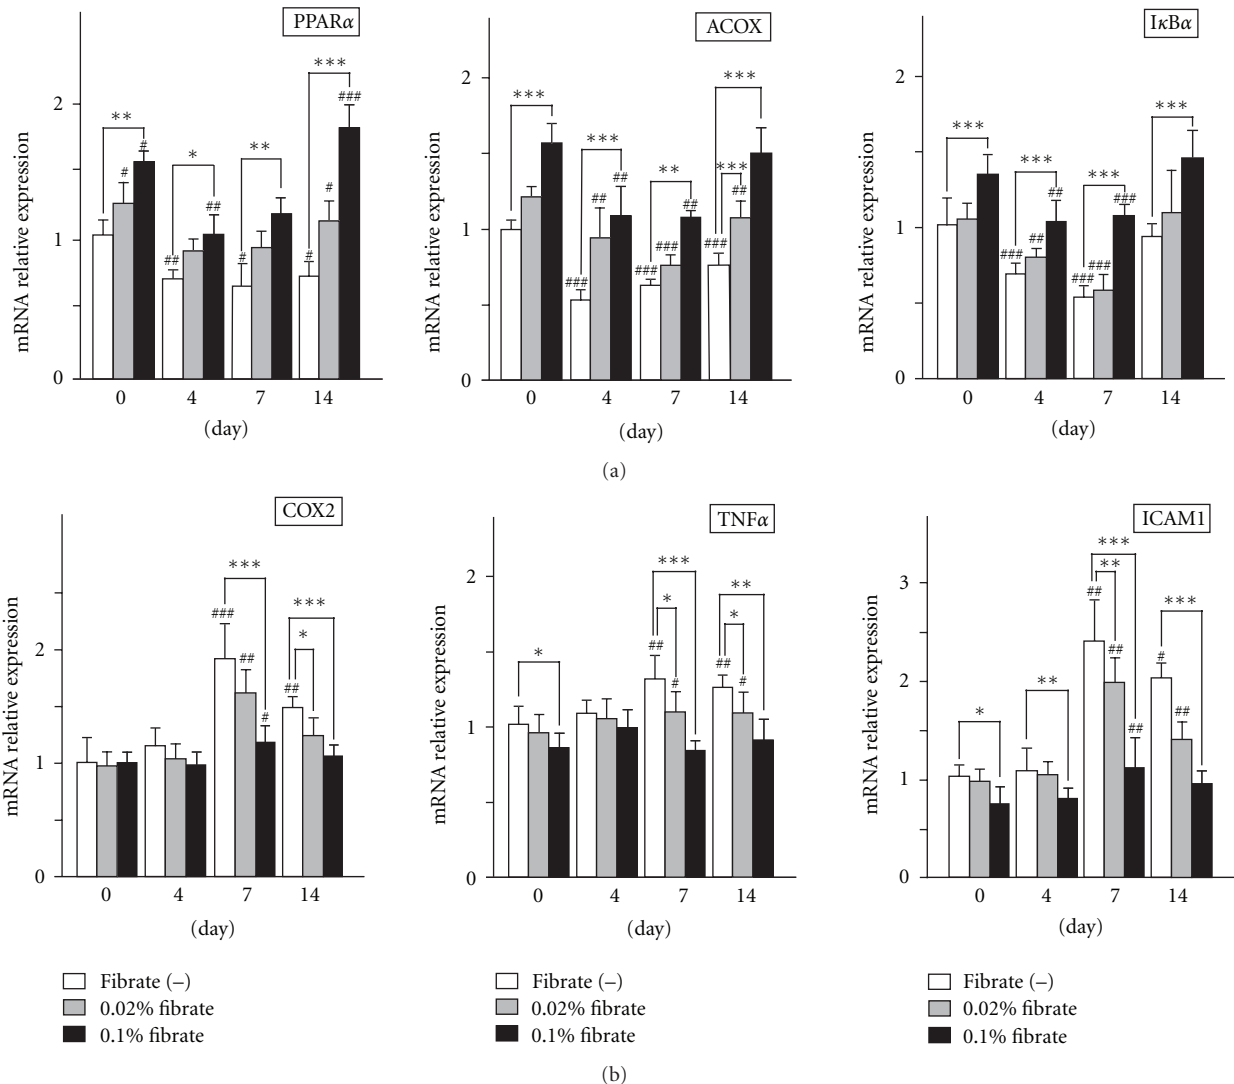 PPARα
mRNA relative expression
2
1
0
** # #
## * ##
# **
# # *** ###
0 4 7 14
(day)
ACOX
mRNA relative expression
2
1
0
***
### ## *** ##
### ### ** ##
### *** ## ***
0 4 7 14
(day)
IκBα
mRNA relative expression
2
1
0
***
### ## *** ##
### ### *** ###
***
0 4 7 14
(day)
(a)
COX2
mRNA relative expression
2
1
0
### ## *** #
## * ***
0 4 7 14
(day)
TNFα
mRNA relative expression
2
1
0
*
## * # ***
## * # **
0 4 7 14
(day)
ICAM1
mRNA relative expression
3
2
1
0
*
**
## ** ## *** ##
# ## ***
0 4 7 14
(day)
Fibrate (–)
0.02% fibrate
0.1% fibrate
Fibrate (–)
0.02% fibrate
0.1% fibrate
Fibrate (–)
0.02% fibrate
0.1% fibrate
(b)